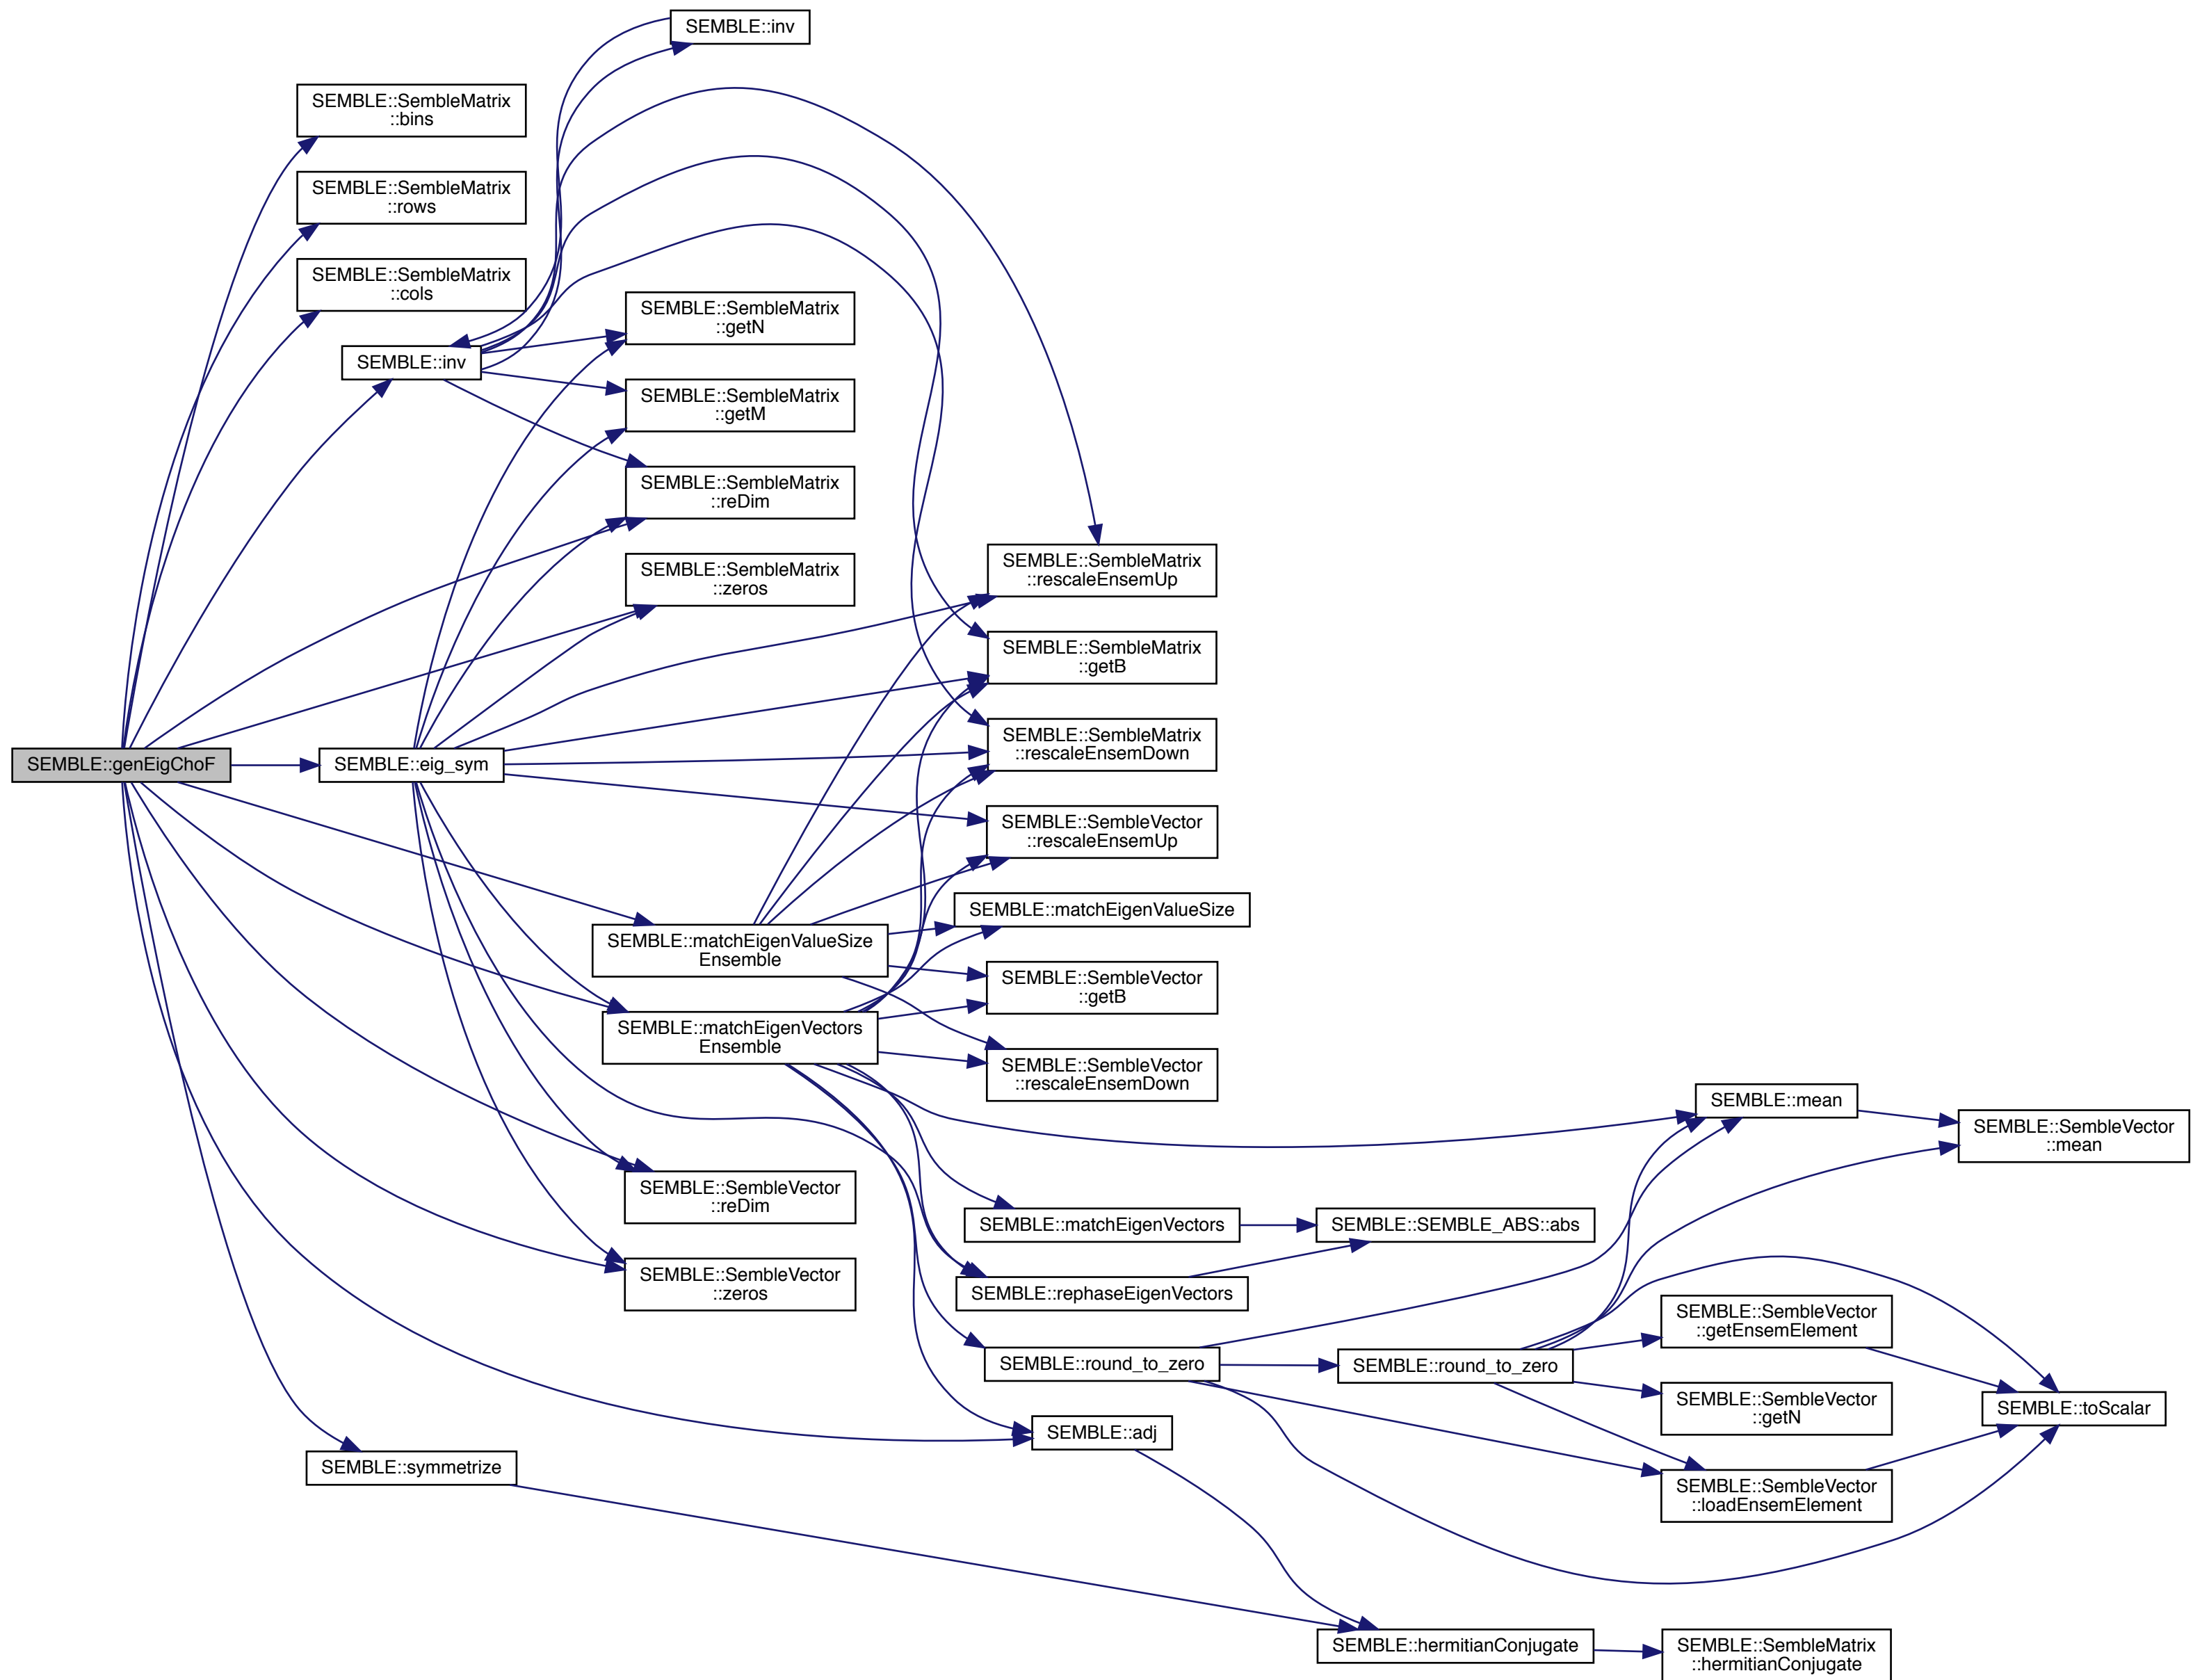 SEMBLE::inv
SEMBLE::SembleMatrix
::bins
SEMBLE::SembleMatrix
::rows
SEMBLE::SembleMatrix
::cols
SEMBLE::SembleMatrix
::getN
SEMBLE::inv
SEMBLE::SembleMatrix
::getM
SEMBLE::SembleMatrix
::reDim
SEMBLE::SembleMatrix
::zeros
SEMBLE::SembleMatrix
::rescaleEnsemUp
SEMBLE::SembleMatrix
::getB
SEMBLE::SembleMatrix
::rescaleEnsemDown
SEMBLE::genEigChoF
SEMBLE::eig_sym
SEMBLE::SembleVector
::rescaleEnsemUp
SEMBLE::matchEigenValueSize
SEMBLE::matchEigenValueSize
Ensemble
SEMBLE::SembleVector
::getB
SEMBLE::matchEigenVectors
Ensemble
SEMBLE::SembleVector
::rescaleEnsemDown
SEMBLE::mean
SEMBLE::SembleVector
::mean
SEMBLE::SembleVector
::reDim
SEMBLE::matchEigenVectors
SEMBLE::SEMBLE_ABS::abs
SEMBLE::SembleVector
::zeros
SEMBLE::rephaseEigenVectors
SEMBLE::SembleVector
::getEnsemElement
SEMBLE::round_to_zero
SEMBLE::round_to_zero
SEMBLE::SembleVector
::getN
SEMBLE::toScalar
SEMBLE::adj
SEMBLE::symmetrize
SEMBLE::SembleVector
::loadEnsemElement
SEMBLE::hermitianConjugate
SEMBLE::SembleMatrix
::hermitianConjugate